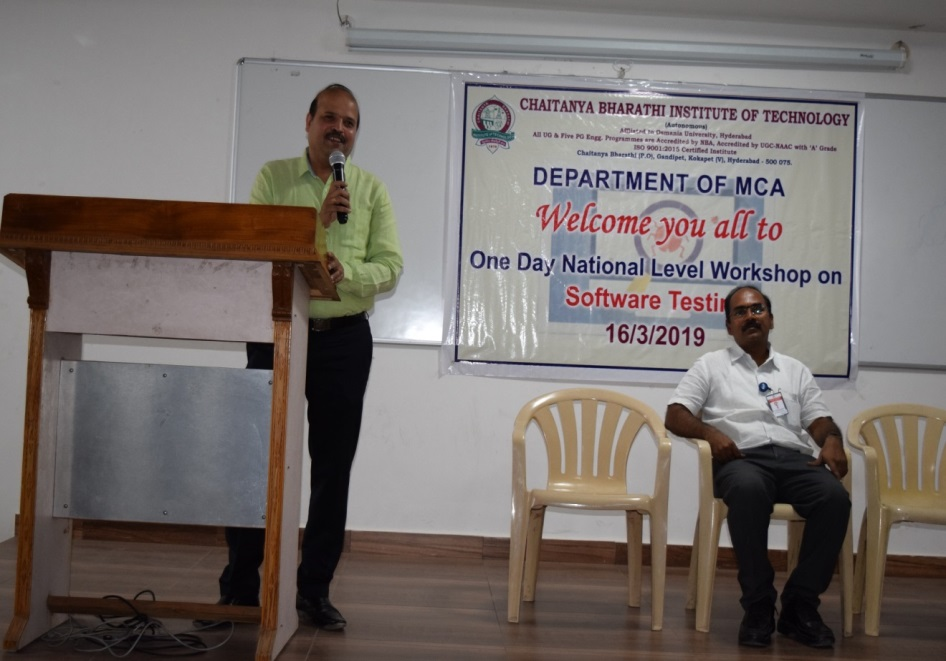 CHAITANYA BHARATHI INSTITUTE OF TECHNOLOGY
(Autonomous)
Affiliated to Osmania University, Hyderabad
All UG & Five PG Engg. Programmes are Accredited by NBA, Accredited by UGC-NAAC with 'A' Grade
ISO 9001:2015 Certified Institute
Chaitanya Bharathi (P.O), Gandipet, Kokapet (V), Hyderabad - 500 075.
DEPARTMENT OF MCA
Welcome you all to
One Day National Level Workshop on
Software Testin
16/3/2019